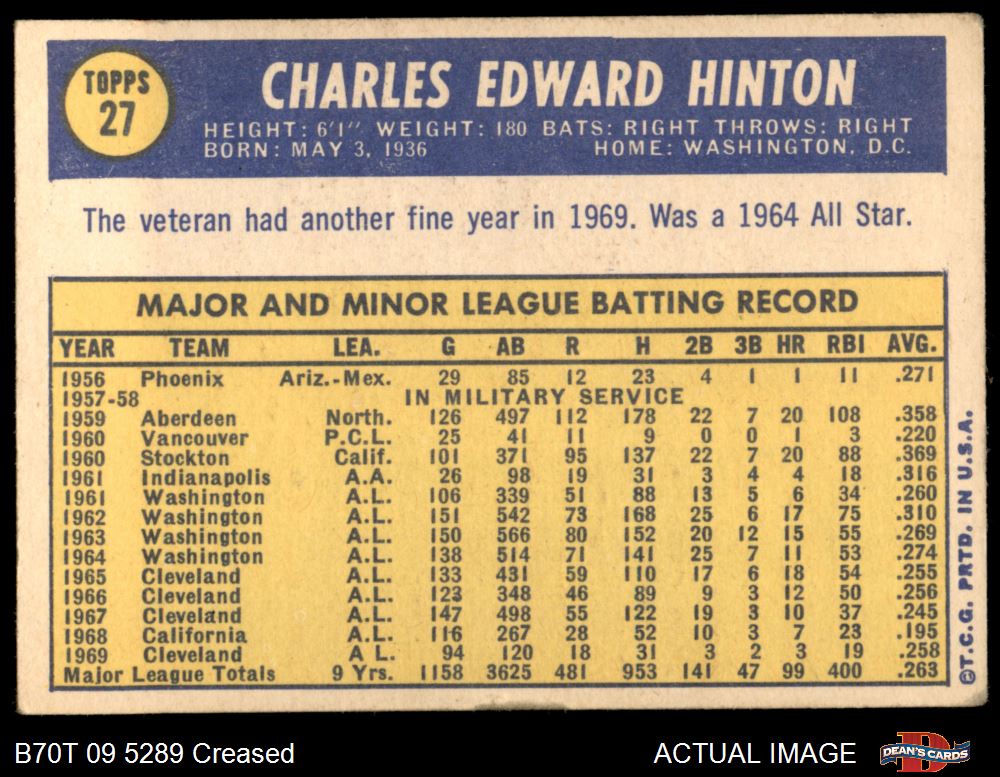 TOPPS
27
CHARLES EDWARD HINTON
HEIGHT: 6'1" WEIGHT: 180 BATS: RIGHT THROWS: RIGHT
BORN: MAY 3, 1936 HOME: WASHINGTON, D.C.
The veteran had another fine year in 1969. Was a 1964 All Star.
MAJOR AND MINOR LEAGUE BATTING RECORD
YEAR TEAM LEA. G AB R H 2B 3B HR RBI AVG.
1956 Phoenix Ariz.-Mex. 29 85 12 23 4 1 1 11 .271
1957-58 IN MILITARY SERVICE
1959 Aberdeen North. 126 497 112 178 22 7 20 108 .358
1960 Vancouver P.C.L. 25 41 11 9 0 0 1 3 .220
1960 Stockton Calif. 101 371 95 137 22 7 20 88 .369
1961 Indianapolis A.A. 26 98 19 31 3 4 4 18 .316
1961 Washington A.L. 106 339 51 88 13 5 6 34 .260
1962 Washington A.L. 151 542 73 168 25 6 17 75 .310
1963 Washington A.L. 150 566 80 152 20 12 15 55 .269
1964 Washington A.L. 138 514 71 141 25 7 11 53 .274
1965 Cleveland A.L. 133 431 59 110 17 6 18 54 .255
1966 Cleveland A.L. 123 348 46 89 9 3 12 50 .256
1967 Cleveland A.L. 147 498 55 122 19 3 10 37 .245
1968 California A.L. 116 267 28 52 10 3 7 23 .195
1969 Cleveland A L. 94 120 18 31 3 2 3 19 .258
Major League Totals 9 Yrs. 1158 3625 481 953 141 47 99 400 .263
©T.C.G. PRTD. IN U.S.A.
B70T 09 5289 Creased
ACTUAL IMAGE
DEAN'S CARDS